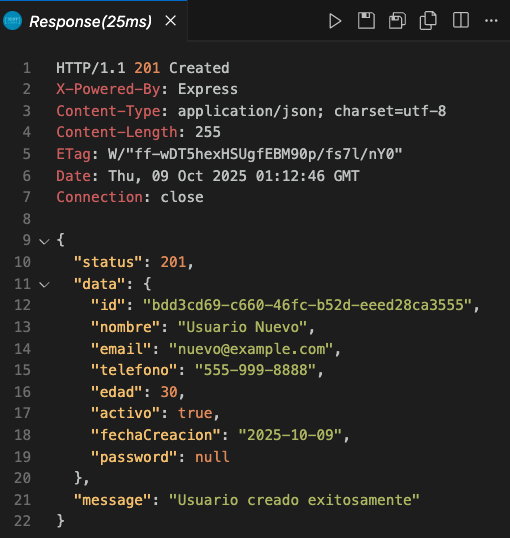 Response(25ms)
1 HTTP/1.1 201 Created
2 X-Powered-By: Express
3 Content-Type: application/json; charset=utf-8
4 Content-Length: 255
5 ETag: W/"ff-wDT5hexHSUgfEBM90p/fs7l/nY0"
6 Date: Thu, 09 Oct 2025 01:12:46 GMT
7 Connection: close
8
9 {
10 "status": 201,
11 "data": {
12 "id": "bdd3cd69-c660-46fc-b52d-eeed28ca3555",
13 "nombre": "Usuario Nuevo",
14 "email": "nuevo@example.com",
15 "telefono": "555-999-8888",
16 "edad": 30,
17 "activo": true,
18 "fechaCreacion": "2025-10-09",
19 "password": null
20 },
21 "message": "Usuario creado exitosamente"
22 }